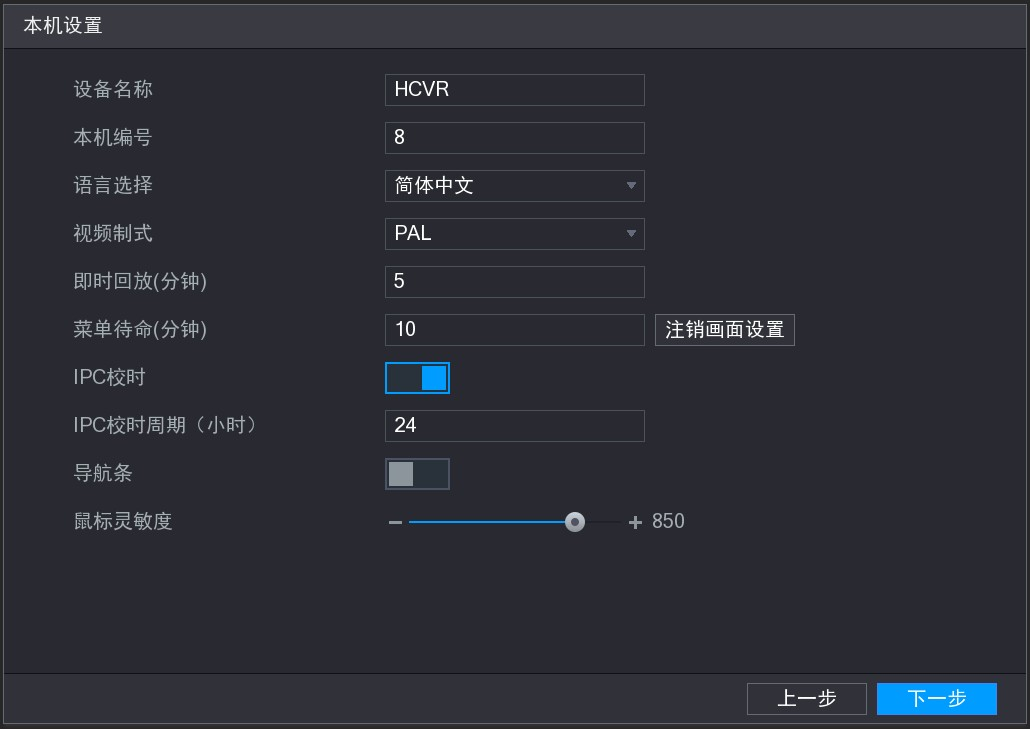 本机设置
设备名称 HCVR
本机编号 8
语言选择 简体中文
视频制式 PAL
即时回放(分钟) 5
菜单待命(分钟) 10 注销画面设置
IPC校时
IPC校时周期（小时） 24
导航条
鼠标灵敏度 850
上一步 下一步